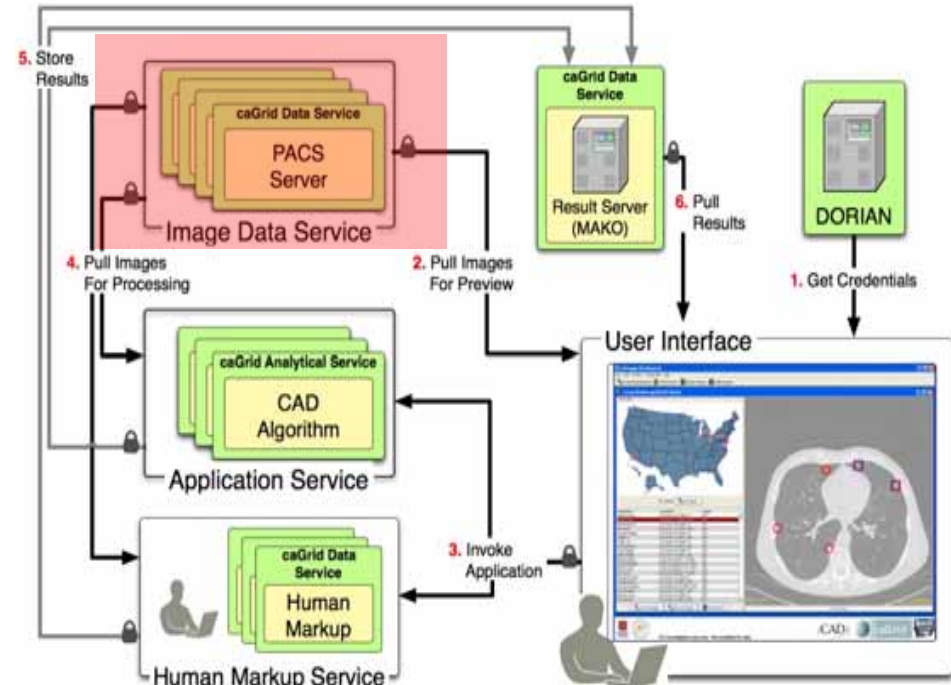 5. Store
Results
caGrid Data Service
PACS
Server
Image Data Service
caGrid Data
Service
Result Server
(MAKO)
6. Pull
Results
DORIAN
4. Pull Images
For Processing
2. Pull Images
For Preview
1. Get Credentials
User Interface
caGrid Analytical Service
CAD
Algorithm
Application Service
3. Invoke
Application
caGrid Data
Service
Human
Markup
Human Markup Service